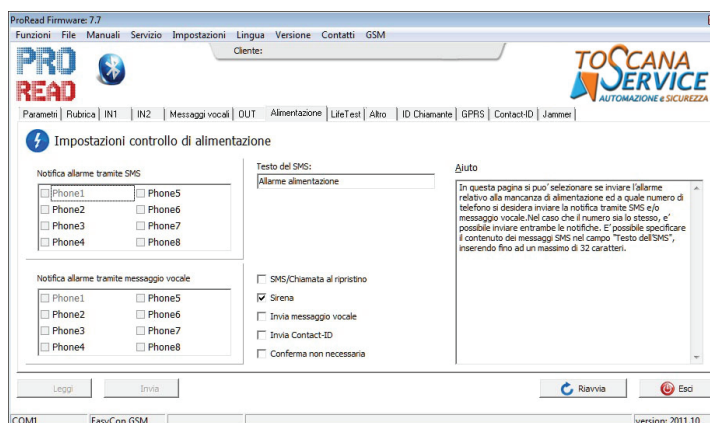 ProRead Firmware: 7.7
Funzioni File Manuali Servizio Impostazioni Lingua Versione Contatti GSM
Cliente:
PRO
READ
TOSCANA
SERVICE
AUTOMAZIONE e SICUREZZA
Parametri Rubrica IN1 IN2 Messaggi vocali OUT Alimentazione LifeTest Altro ID Chiamante GPRS Contact-ID Jammer
Impostazioni controllo di alimentazione
Notifica allarme tramite SMS
Phone1 Phone5
Phone2 Phone6
Phone3 Phone7
Phone4 Phone8
Notifica allarme tramite messaggio vocale
Phone1 Phone5
Phone2 Phone6
Phone3 Phone7
Phone4 Phone8
Testo del SMS:
Allarme alimentazione
SMS/Chiamata al ripristino
Sirena
Invia messaggio vocale
Invia Contact-ID
Conferma non necessaria
Aiuto
In questa pagina si puo' selezionare se inviare l'allarme
relativo alla mancanza di alimentazione ed a quale numero di
telefono si desidera inviare la notifica tramite SMS e/o
messaggio vocale.Nel caso che il numero sia lo stesso, e'
possibile inviare entrambe le notifiche. E' possibile specificare
il contenuto dei messaggi SMS nel campo "Testo dell'SMS",
inserendo fino ad un massimo di 32 caratteri.
Leggi Invia Riavvia Esci
COM1 EasyCon GSM version: 2011.10